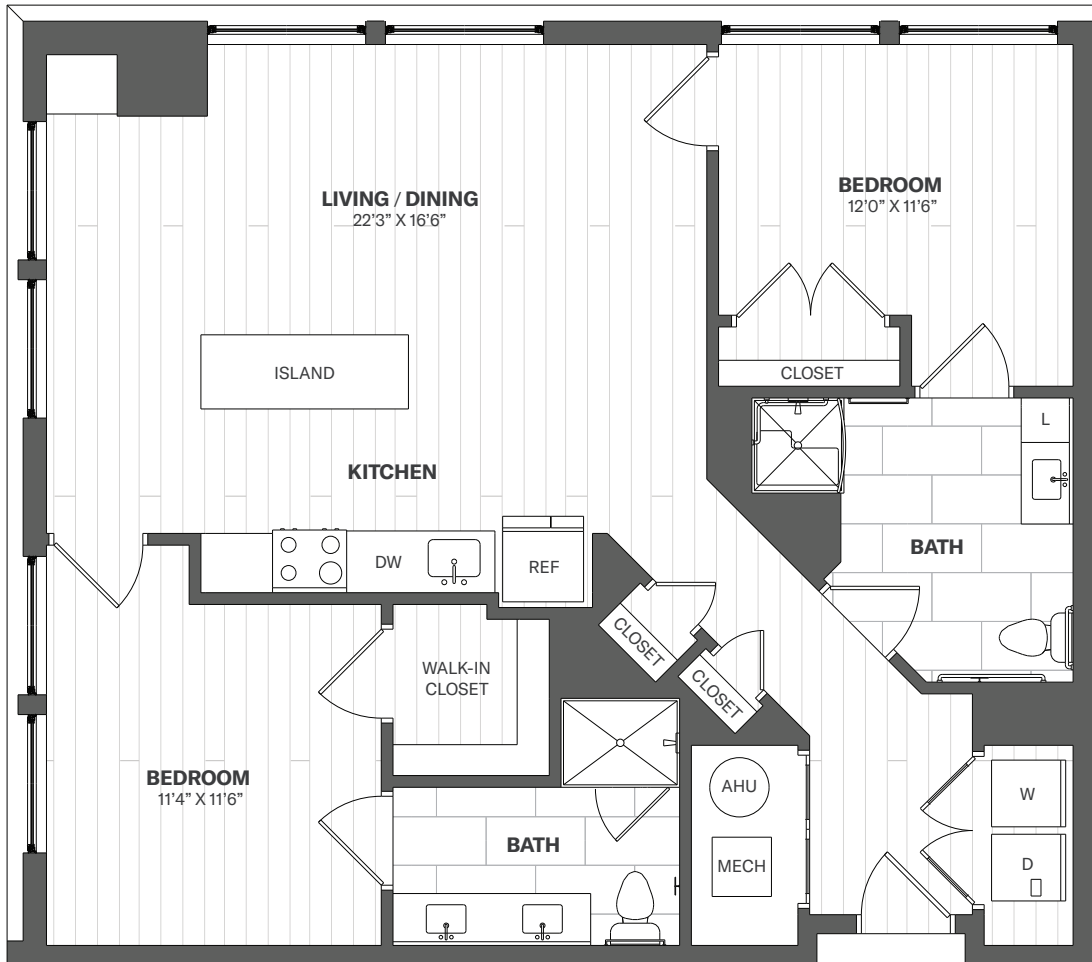 LIVING / DINING
22’3” X 16’6”
BEDROOM
12’0” X 11’6”
ISLAND
CLOSET
L
KITCHEN
DW
REF
BATH
CLOSET
CLOSET
WALK-IN
CLOSET
BEDROOM
11’4” X 11’6”
AHU
W
BATH
MECH
D